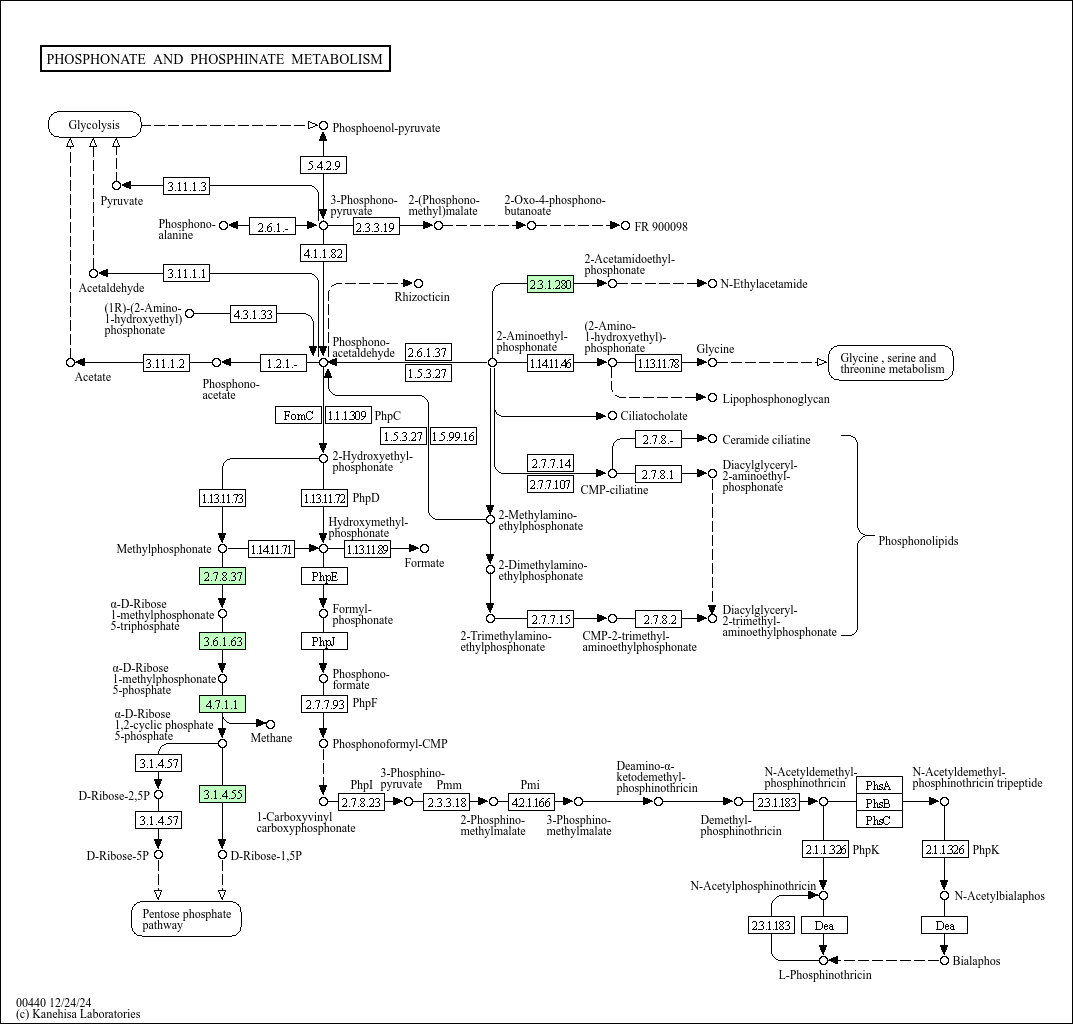 PHOSPHONATE AND PHOSPHINATE METABOLISM
Glycolysis
Phosphoenol-pyruvate
5.4.2.9
3.11.1.3
Pyruvate
3-Phosphono-
pyruvate
2-(Phosphono-
methyl)malate
2-Oxo-4-phosphono-
butanoate
Phosphono-
alanine
2.6.1.-
2.3.3.19
FR 900098
4.1.1.82
3.11.1.1
Acetaldehyde
Rhizocticin
2-Acetamidoethyl-
phosphonate
2.3.1.280
N-Ethylacetamide
(1R)-(2-Amino-
1-hydroxyethyl)
phosphonate
4.3.1.33
Phosphono-
acetaldehyde
2.6.1.37
1.5.3.27
2-Aminoethyl-
phosphonate
(2-Amino-
1-hydroxyethyl)-
phosphonate
Glycine
1.14.11.46
1.13.11.78
Glycine , serine and
threonine metabolism
3.11.1.2
1.2.1.-
Acetate
Phosphono-
acetate
Lipophosphonoglycan
FomC
1.1.1.309
PhpC
Ciliatocholate
1.5.3.27
1.5.99.16
2.7.8.-
Ceramide ciliatine
2-Hydroxyethyl-
phosphonate
2.7.7.14
2.7.7.107
CMP-ciliatine
2.7.8.1
Diacylglyceryl-
2-aminoethyl-
phosphonate
1.13.11.73
1.13.11.72
PhpD
Hydroxymethyl-
phosphonate
2-Methylamino-
ethylphosphonate
Methylphosphonate
1.14.11.71
1.13.11.89
Formate
Phosphonolipids
2.7.8.37
PhpE
2-Dimethylamino-
ethylphosphonate
α-D-Ribose
1-methylphosphonate
5-triphosphate
Formyl-
phosphonate
2.7.7.15
2.7.8.2
Diacylglyceryl-
2-trimethyl-
aminoethylphosphonate
2-Trimethylamino-
ethylphosphonate
CMP-2-trimethyl-
aminoethylphosphonate
3.6.1.63
PhpJ
α-D-Ribose
1-methylphosphonate
5-phosphate
Phosphono-
formate
4.7.1.1
2.7.7.93
PhpF
α-D-Ribose
1,2-cyclic phosphate
5-phosphate
Methane
Phosphonoformyl-CMP
3.1.4.57
D-Ribose-2,5P
3.1.4.55
3.1.4.57
D-Ribose-5P
D-Ribose-1,5P
Pentose phosphate
pathway
PhpI
2.7.8.23
3-Phosphino-
pyruvate
Pmm
2.3.3.18
Pmi
4.2.1.166
Deamino-α-
ketodemethyl-
phosphinothricin
1-Carboxyvinyl
carboxyphosphonate
2-Phosphino-
methylmalate
3-Phosphino-
methylmalate
Demethyl-
phosphinothricin
2.3.1.183
N-Acetyldemethyl-
phosphinothricin
PhsA
PhsB
PhsC
N-Acetyldemethyl-
phosphinothricin tripeptide
2.1.1.326
PhpK
2.1.1.326
PhpK
N-Acetylphosphinothricin
N-Acetylbialaphos
2.3.1.183
Dea
Dea
L-Phosphinothricin
Bialaphos
00440 12/24/24
(c) Kanehisa Laboratories